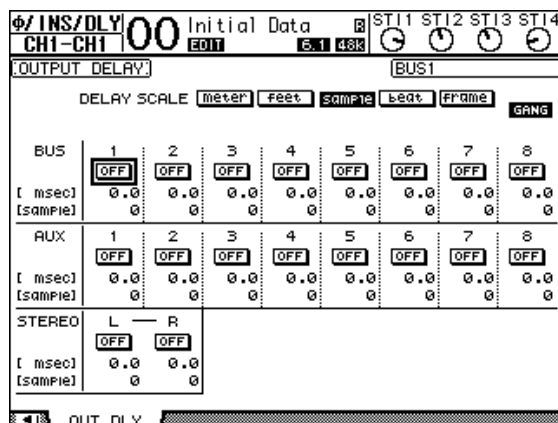 Φ/INS/DLY 00 Initial Data ST11 ST12 ST13 ST14
CH1-CH1 EDIT 6.1 48k
OUTPUT DELAY BUS1
DELAY SCALE meter feet sample beat frame
GANG
BUS 1 2 3 4 5 6 7 8
OFF OFF OFF OFF OFF OFF OFF OFF
[ msec] 0.0 0.0 0.0 0.0 0.0 0.0 0.0 0.0
[sample] 0 0 0 0 0 0 0 0
AUX 1 2 3 4 5 6 7 8
OFF OFF OFF OFF OFF OFF OFF OFF
[ msec] 0.0 0.0 0.0 0.0 0.0 0.0 0.0 0.0
[sample] 0 0 0 0 0 0 0 0
STEREO L — R
OFF OFF
[ msec] 0.0 0.0
[sample] 0 0
OUT DLY